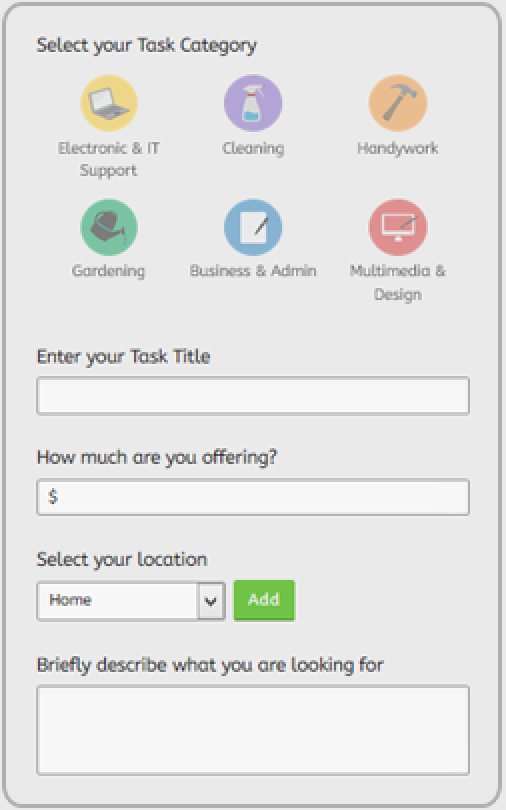 Select your Task Category
Electronic & IT
Support
Cleaning
Handywork
Gardening
Business & Admin
Multimedia &
Design
Enter your Task Title
How much are you offering?
$
Select your location
Home
Add
Briefly describe what you are looking for